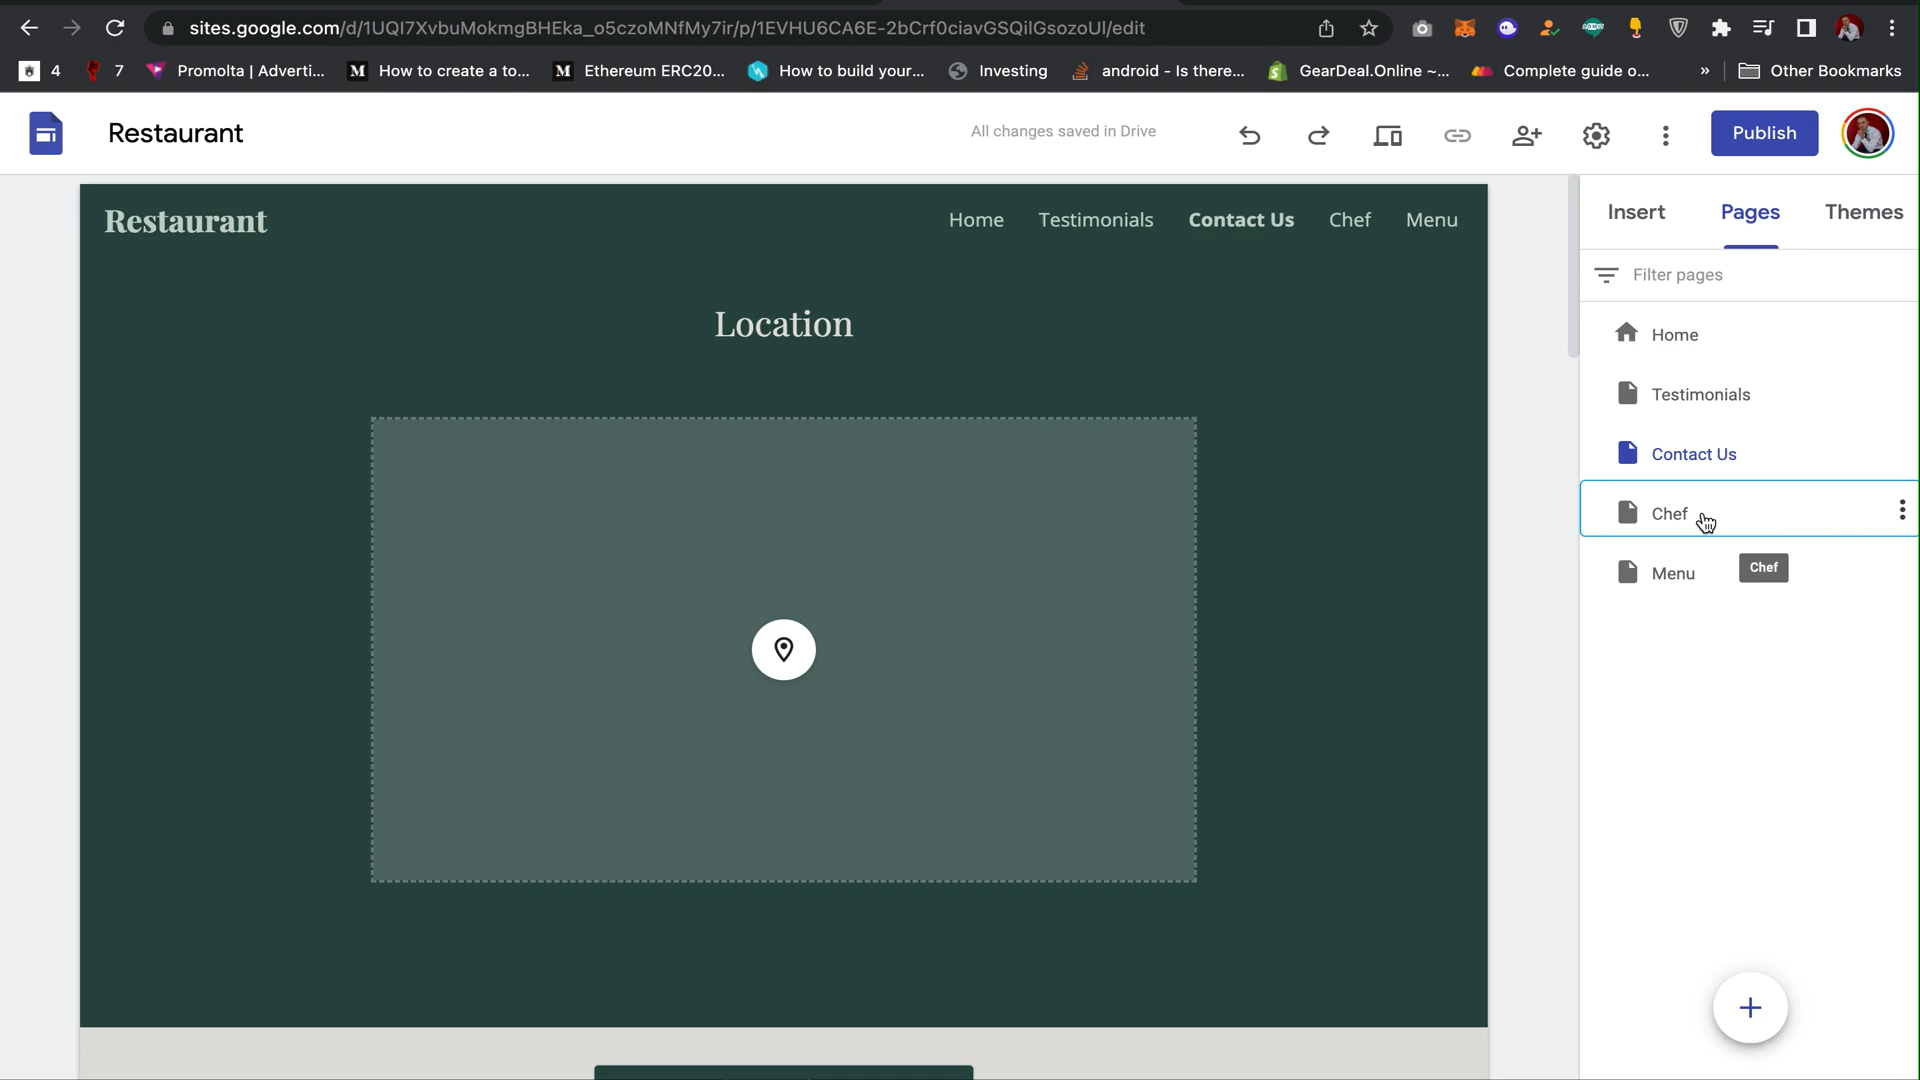 sites.google.com/d/1UQI7XvbuMokmgBHEka_o5czoMNfMy7ir/p/1EVHU6CA6E-2bCrf0ciavGSQilGsozoUl/edit
4 7 Promolta | Adverti... How to create a to... Ethereum ERC20... How to build your... Investing android - Is there... GearDeal.Online ~... Complete guide o... » Other Bookmarks
Restaurant
All changes saved in Drive
Publish
Restaurant
Home Testimonials Contact Us Chef Menu
Location
Insert Pages Themes
Filter pages
Home
Testimonials
Contact Us
Chef
Menu
Chef